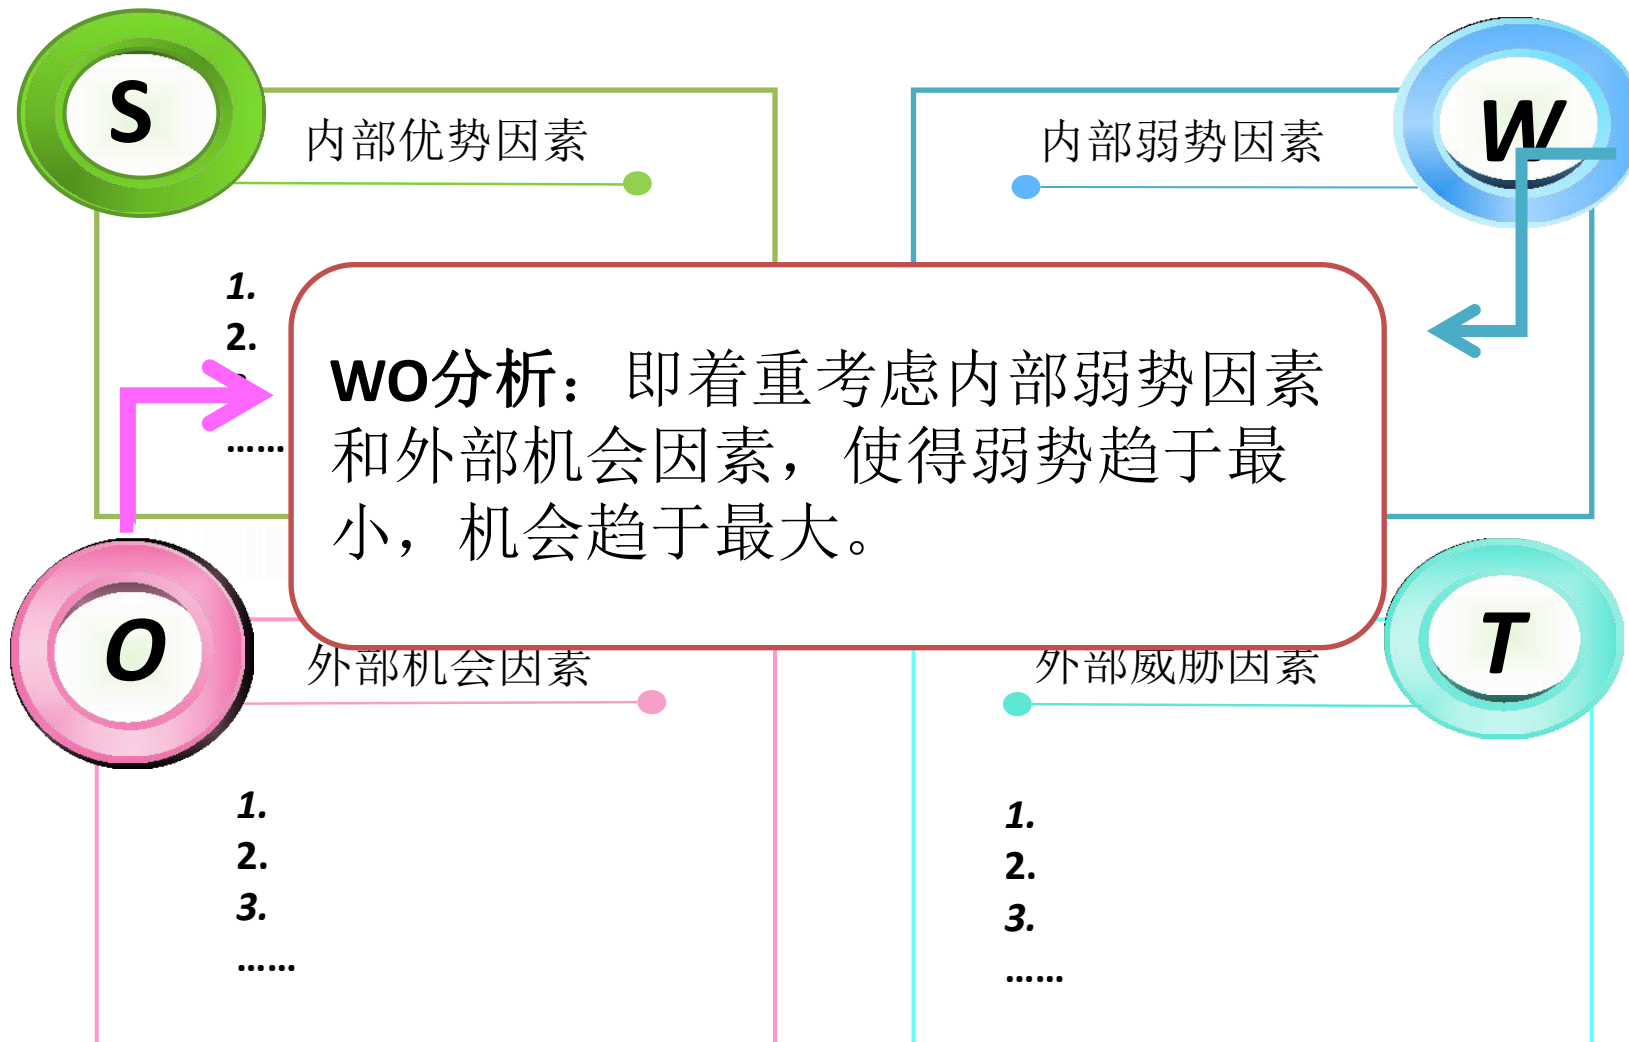 S
内部优势因素
1.
2.
……
W
内部弱势因素
WO分析：即着重考虑内部弱势因素
和外部机会因素，使得弱势趋于最
小，机会趋于最大。
O
外部机会因素
1.
2.
3.
……
T
外部威胁因素
1.
2.
3.
……